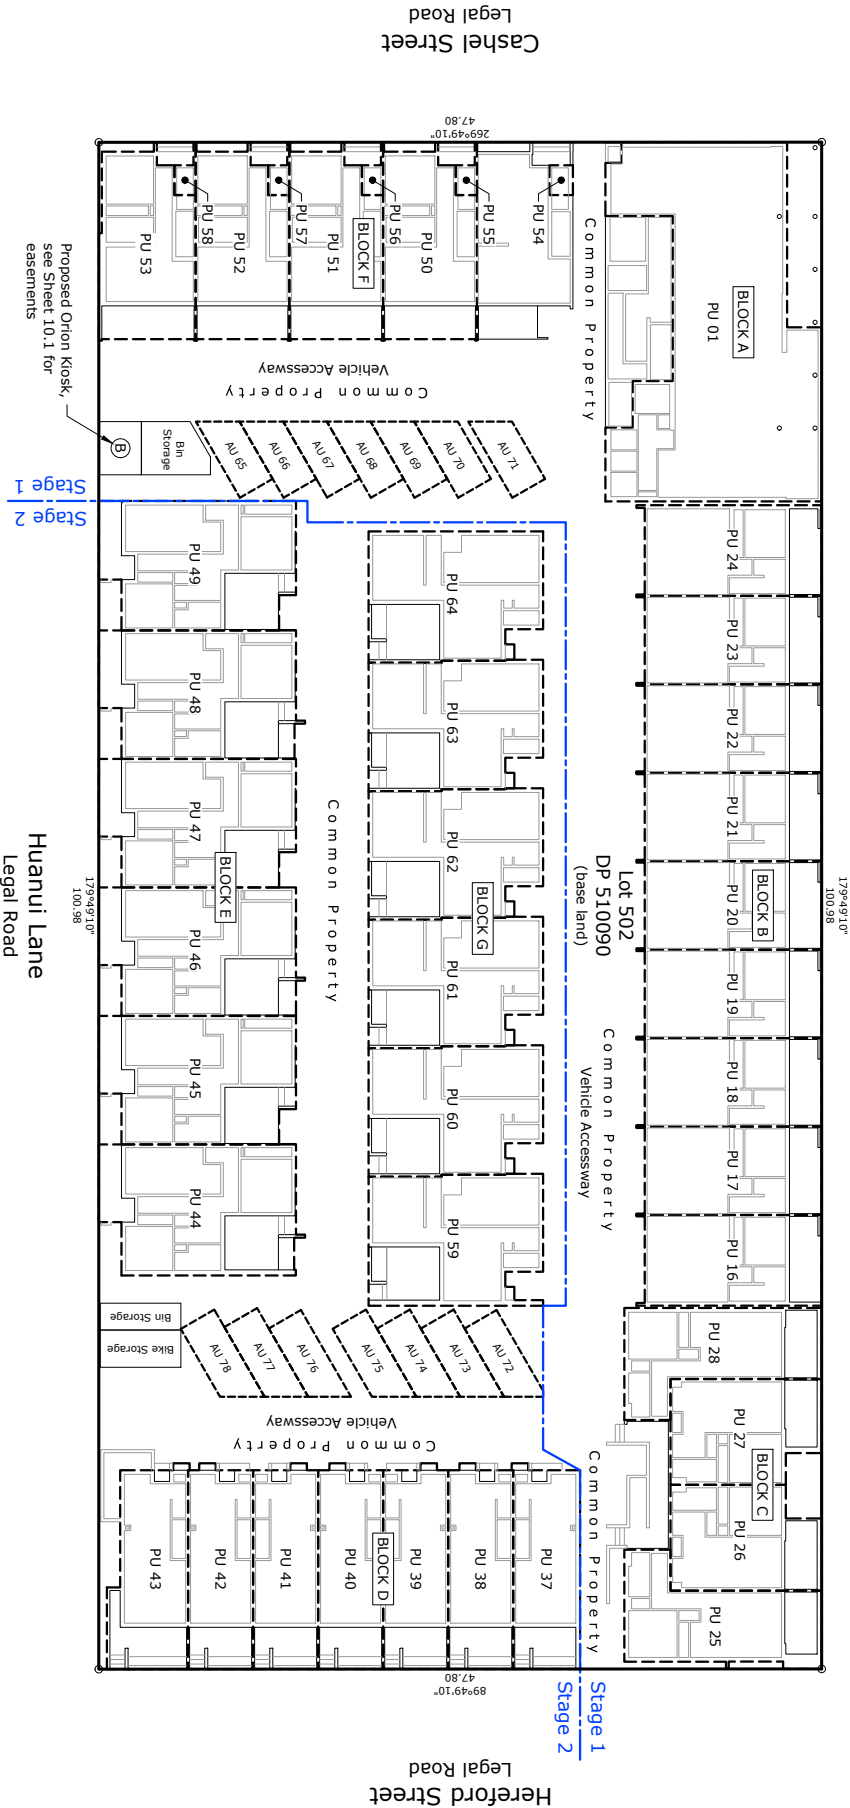 Cashel Street
Legal Road
269°49'10"
47.80
PU 54
PU 55
PU 56
PU 57
PU 58
PU 50
PU 51
PU 52
PU 53
BLOCK F
Common Property
BLOCK A
PU 01
Common Property
Vehicle Accessway
Proposed Orion Kiosk,
see Sheet 10.1 for
easements
B
Bin
Storage
AU 65
AU 66
AU 67
AU 68
AU 69
AU 70
AU 71
Stage 1
Stage 2
PU 49
PU 48
PU 47
PU 46
PU 45
PU 44
BLOCK E
Common Property
PU 64
PU 63
PU 62
PU 61
PU 60
PU 59
BLOCK G
Lot 502
DP 510090
(base land)
Common Property
Vehicle Accessway
PU 24
PU 23
PU 22
PU 21
PU 20
PU 19
PU 18
PU 17
PU 16
BLOCK B
179°49'10"
100.98
179°49'10"
100.98
Huanui Lane
Legal Road
Bin Storage
Bike Storage
AU 78
AU 77
AU 76
AU 75
AU 74
AU 73
AU 72
Vehicle Accessway
Common Property
PU 28
PU 27
PU 26
PU 25
BLOCK C
Common Property
PU 43
PU 42
PU 41
PU 40
PU 39
PU 38
PU 37
BLOCK D
89°49'10"
47.80
Stage 1
Stage 2
Hereford Street
Legal Road